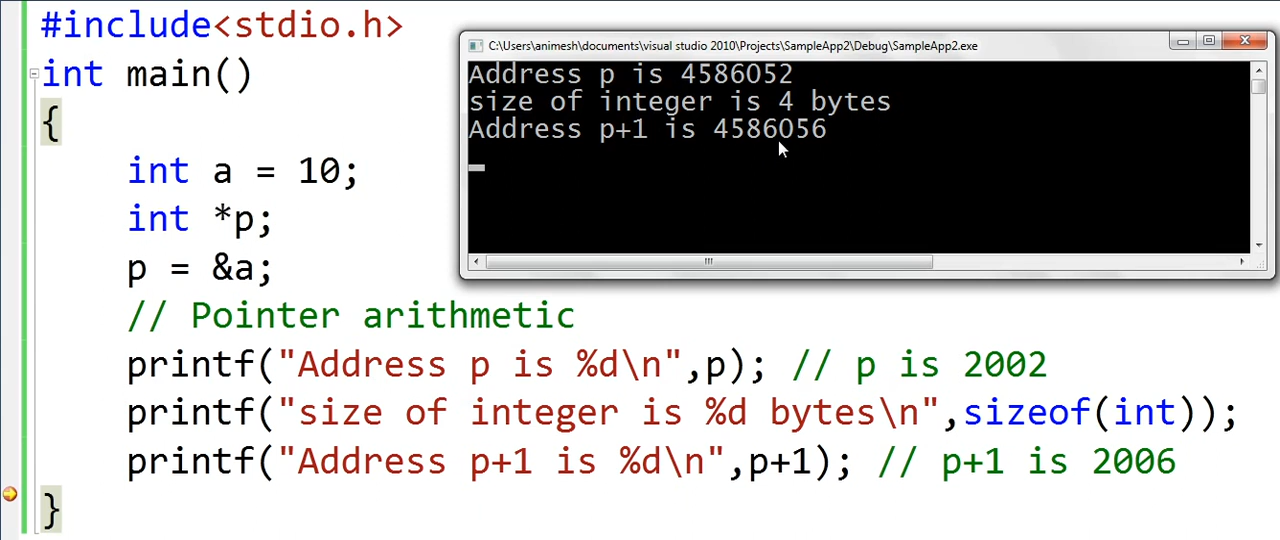 #include<stdio.h>
int main()
{
int a = 10;
int *p;
p = &a;
// Pointer arithmetic
printf("Address p is %d\n",p); // p is 2002
printf("size of integer is %d bytes\n",sizeof(int));
printf("Address p+1 is %d\n",p+1); // p+1 is 2006
}
C:\Users\animesh\documents\visual studio 2010\Projects\SampleApp2\Debug\SampleApp2.exe
Address p is 4586052
size of integer is 4 bytes
Address p+1 is 4586056